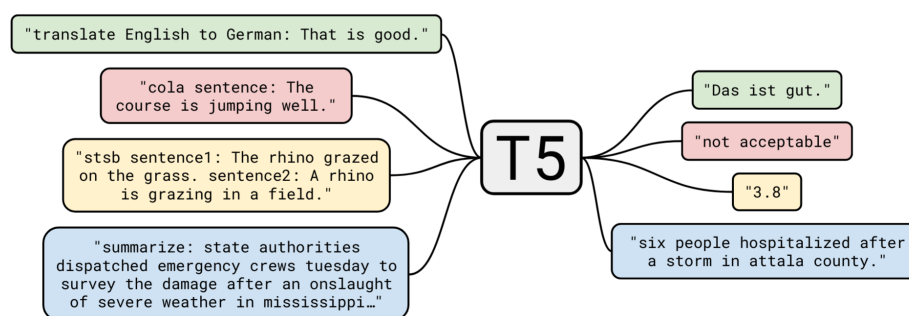 "translate English to German: That is good."
"cola sentence: The
course is jumping well."
"stsb sentence1: The rhino grazed
on the grass. sentence2: A rhino
is grazing in a field."
"summarize: state authorities
dispatched emergency crews tuesday to
survey the damage after an onslaught
of severe weather in mississippi…"
T5
"Das ist gut."
"not acceptable"
"3.8"
"six people hospitalized after
a storm in attala county."